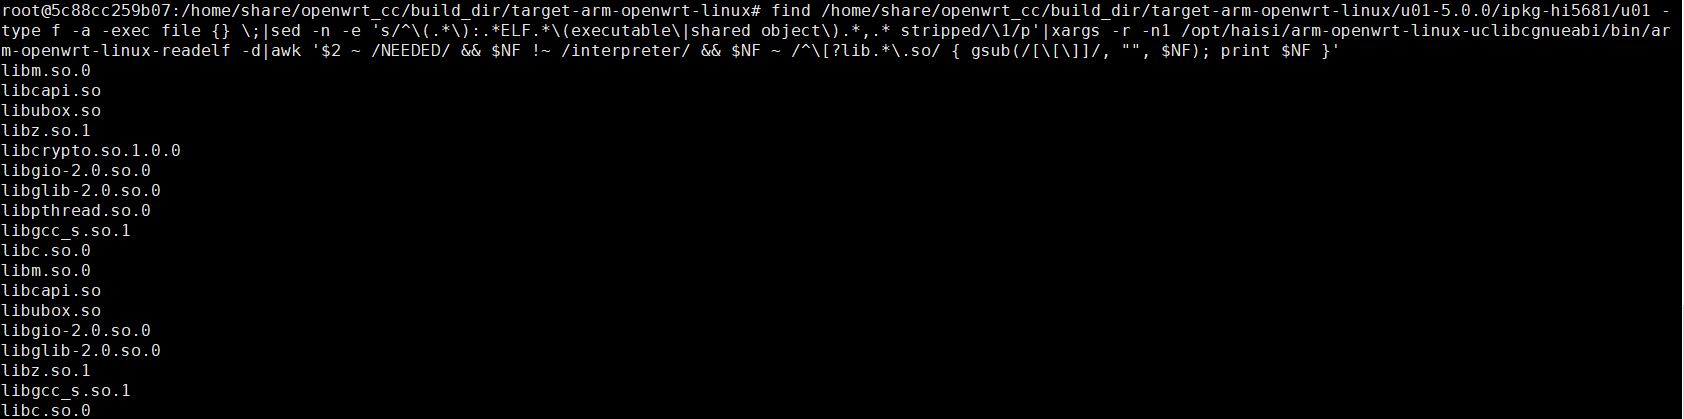 root@5c88cc259b07:/home/share/openwrt_cc/build_dir/target-arm-openwrt-linux# find /home/share/openwrt_cc/build_dir/target-arm-openwrt-linux/u01-5.0.0/ipkg-hi5681/u01 -
type f -a -exec file {} \;|sed -n -e 's/^\(.*\):.*ELF.*\(executable\|shared object\).*,.* stripped/\1/p'|xargs -r -n1 /opt/haisi/arm-openwrt-linux-uclibcgnueabi/bin/ar
m-openwrt-linux-readelf -d|awk '$2 ~ /NEEDED/ && $NF !~ /interpreter/ && $NF ~ /^\[?lib.*\.so/ { gsub(/[\[\]]/, "", $NF); print $NF }'
libm.so.0
libcapi.so
libubox.so
libz.so.1
libcrypto.so.1.0.0
libgio-2.0.so.0
libglib-2.0.so.0
libpthread.so.0
libgcc_s.so.1
libc.so.0
libm.so.0
libcapi.so
libubox.so
libgio-2.0.so.0
libglib-2.0.so.0
libz.so.1
libgcc_s.so.1
libc.so.0